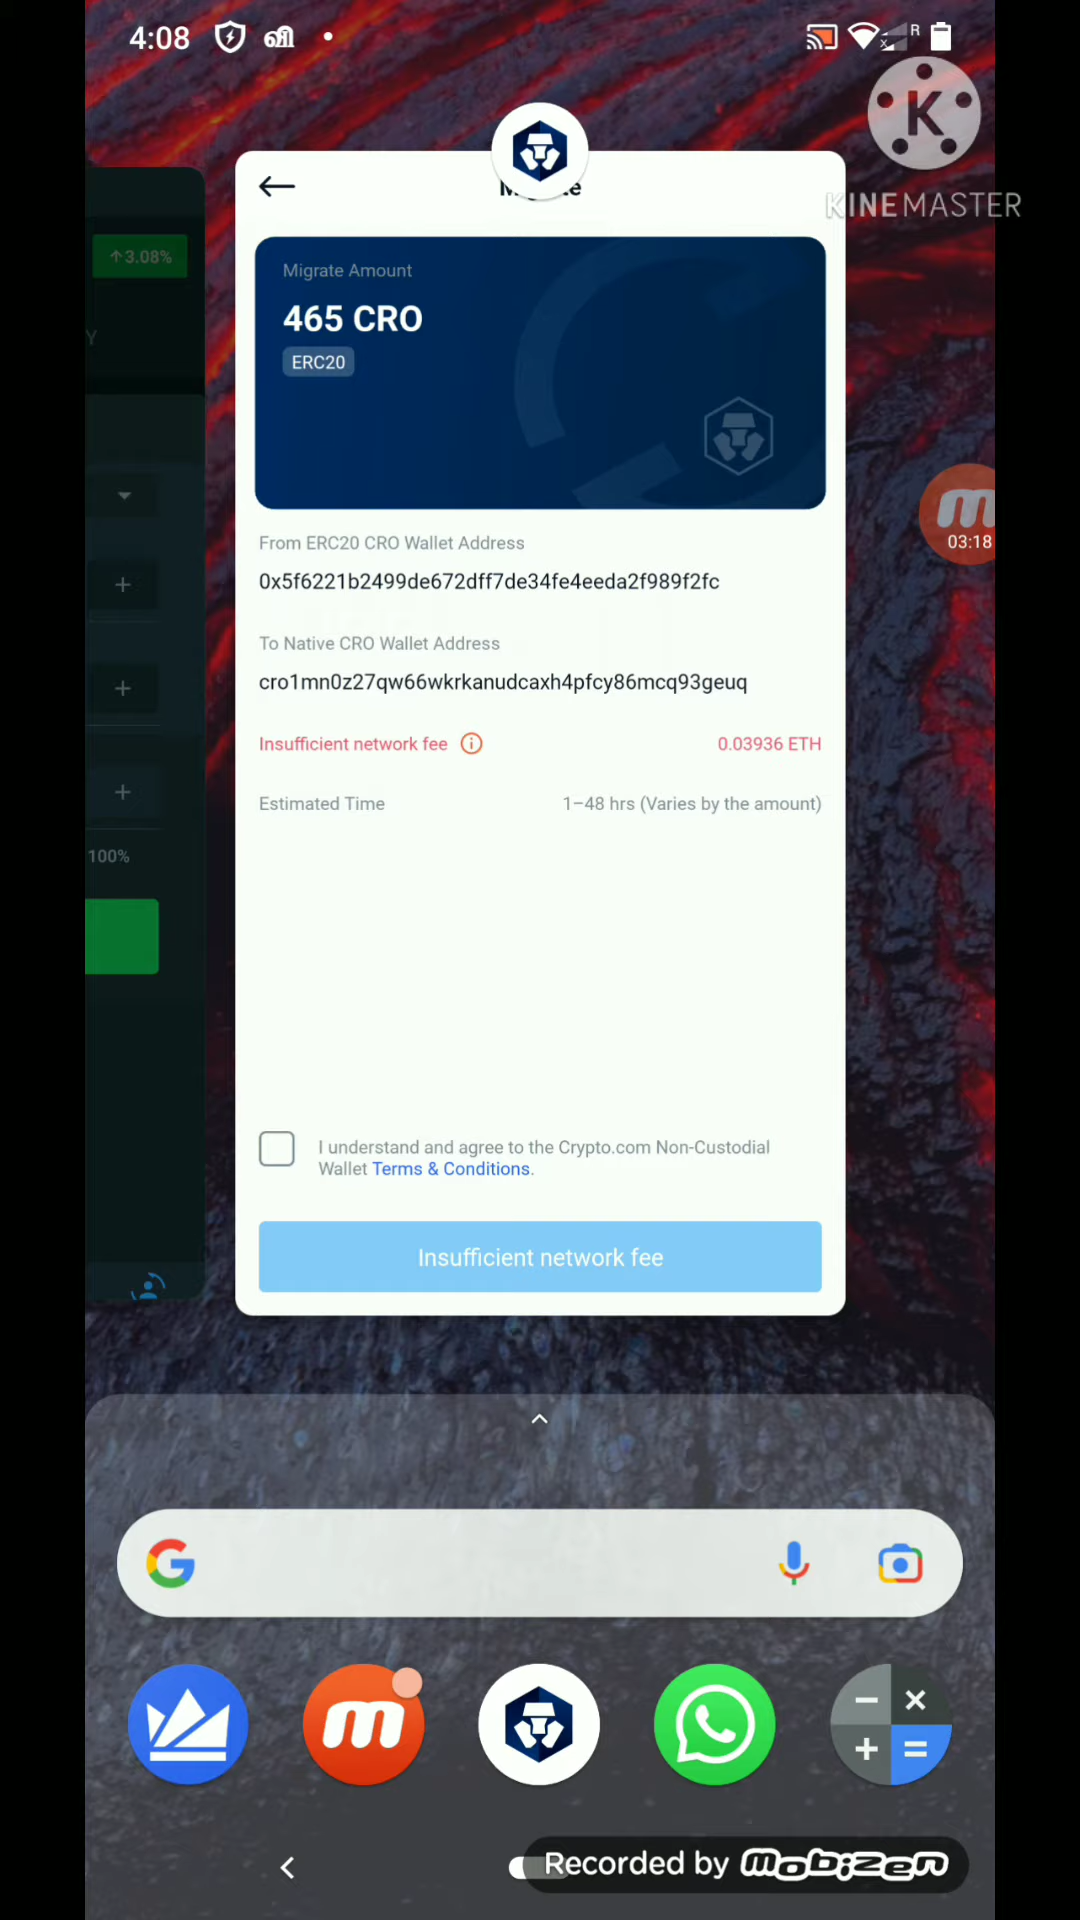 4:08 வி
R
K
KINEMASTER
↑3.08%
Migrate Amount
465 CRO
ERC20
Y
From ERC20 CRO Wallet Address
0x5f6221b2499de672dff7de34fe4eeda2f989f2fc
m
03:18
To Native CRO Wallet Address
cro1mn0z27qw66wkrkanudcaxh4pfcy86mcq93geuq
Insufficient network fee 0.03936 ETH
Estimated Time 1–48 hrs (Varies by the amount)
100%
I understand and agree to the Crypto.com Non-Custodial
Wallet Terms & Conditions.
Insufficient network fee
G
m
Recorded by mobizen